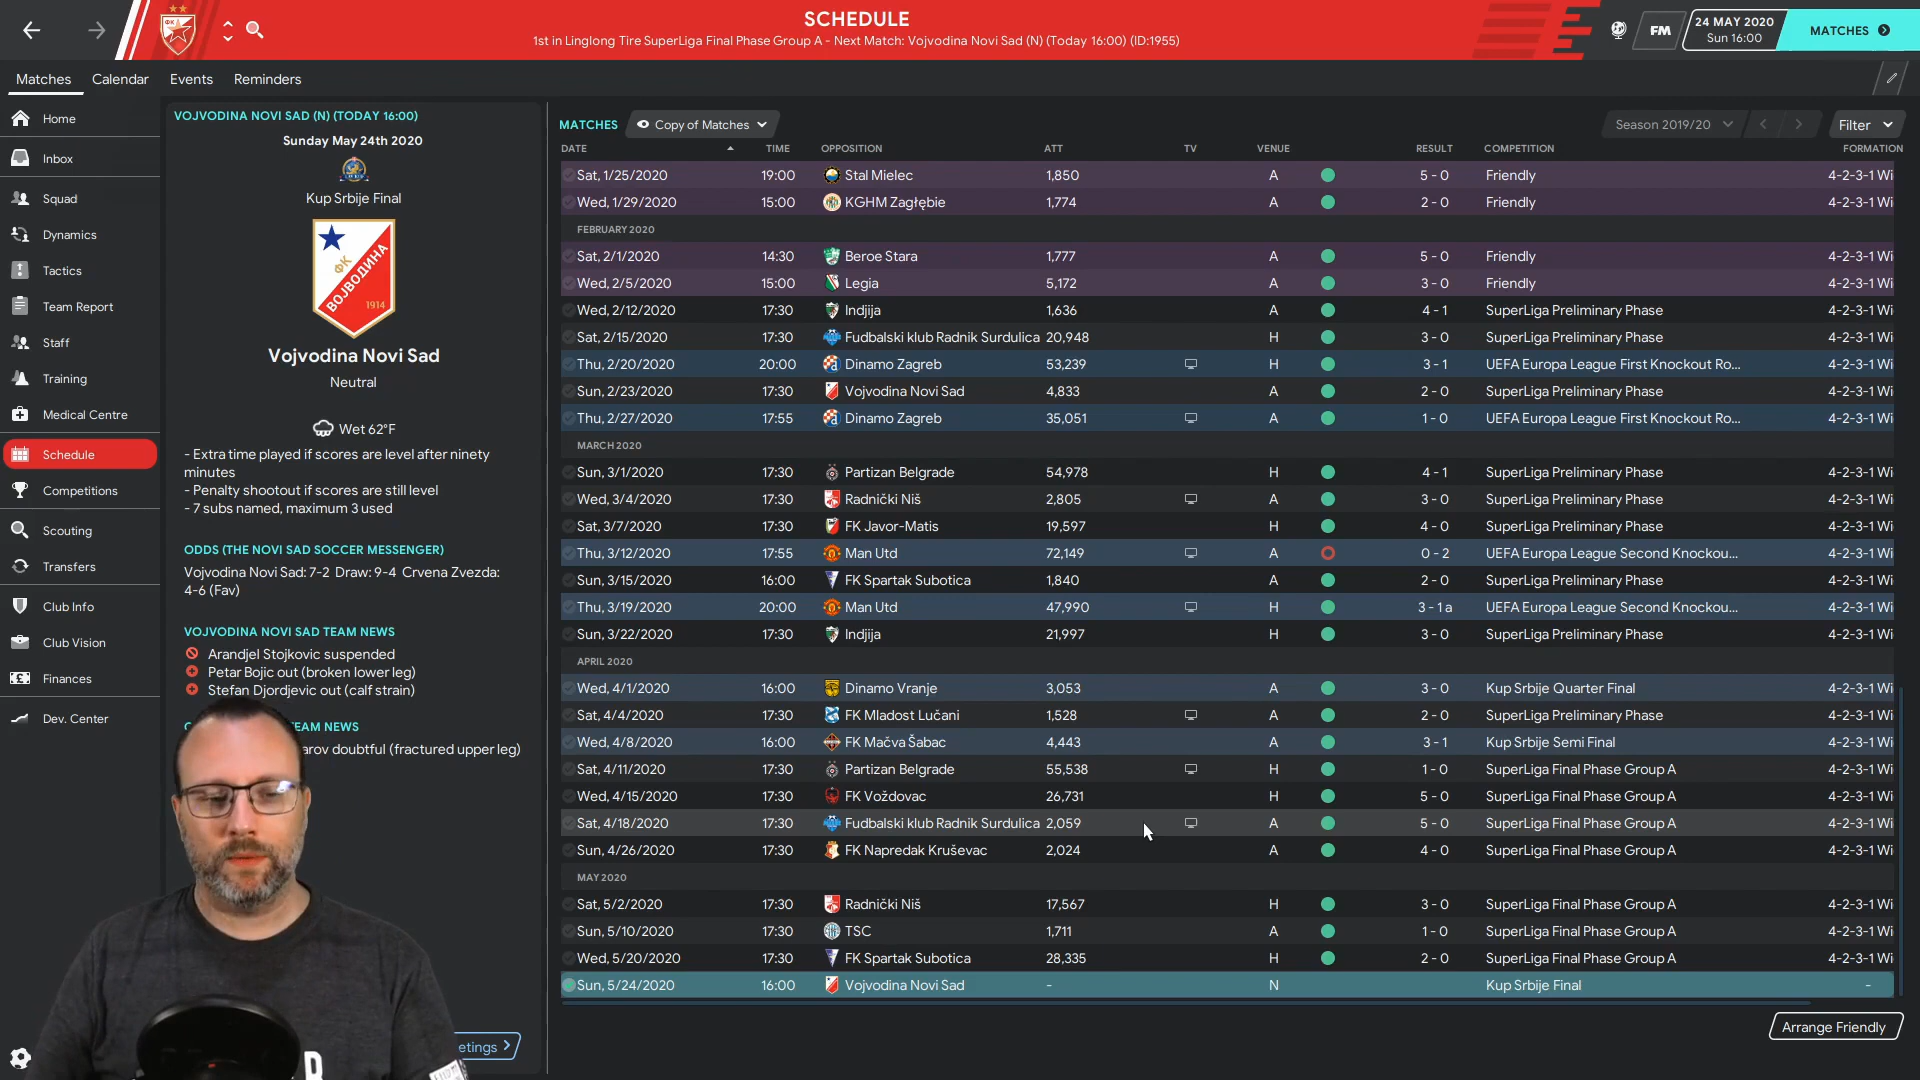 SCHEDULE
1st in Linglong Tire SuperLiga Final Phase Group A - Next Match: Vojvodina Novi Sad (N) (Today 16:00) (ID:1955)
FM
24 MAY 2020
Sun 16:00
MATCHES
Matches Calendar Events Reminders
Home
Inbox
Squad
Dynamics
Tactics
Team Report
Staff
Training
Medical Centre
Schedule
Competitions
Scouting
Transfers
Club Info
Club Vision
Finances
Dev. Center
VOJVODINA NOVI SAD (N) (TODAY 16:00)
Sunday May 24th 2020
Kup Srbije Final
ФК
ВОЈВОДИНА
1914
Vojvodina Novi Sad
Neutral
Wet 62°F
- Extra time played if scores are level after ninety
minutes
- Penalty shootout if scores are still level
- 7 subs named, maximum 3 used
ODDS (THE NOVI SAD SOCCER MESSENGER)
Vojvodina Novi Sad: 7-2 Draw: 9-4 Crvena Zvezda:
4-6 (Fav)
VOJVODINA NOVI SAD TEAM NEWS
Arandjel Stojkovic suspended
Petar Bojic out (broken lower leg)
Stefan Djordjevic out (calf strain)
TEAM NEWS
doubtful (fractured upper leg)
MATCHES Copy of Matches Season 2019/20 Filter
DATE TIME OPPOSITION ATT TV VENUE RESULT COMPETITION FORMATION
Sat, 1/25/2020 19:00 Stal Mielec 1,850 A 5 - 0 Friendly 4-2-3-1 Wi
Wed, 1/29/2020 15:00 KGHM Zagłębie 1,774 A 2 - 0 Friendly 4-2-3-1 Wi
FEBRUARY 2020
Sat, 2/1/2020 14:30 Beroe Stara 1,777 A 5 - 0 Friendly 4-2-3-1 Wi
Wed, 2/5/2020 15:00 Legia 5,172 A 3 - 0 Friendly 4-2-3-1 Wi
Wed, 2/12/2020 17:30 Indjija 1,636 A 4 - 1 SuperLiga Preliminary Phase 4-2-3-1 Wi
Sat, 2/15/2020 17:30 Fudbalski klub Radnik Surdulica 20,948 H 3 - 0 SuperLiga Preliminary Phase 4-2-3-1 Wi
Thu, 2/20/2020 20:00 Dinamo Zagreb 53,239 H 3 - 1 UEFA Europa League First Knockout Ro... 4-2-3-1 Wi
Sun, 2/23/2020 17:30 Vojvodina Novi Sad 4,833 A 2 - 0 SuperLiga Preliminary Phase 4-2-3-1 Wi
Thu, 2/27/2020 17:55 Dinamo Zagreb 35,051 A 1 - 0 UEFA Europa League First Knockout Ro... 4-2-3-1 Wi
MARCH 2020
Sun, 3/1/2020 17:30 Partizan Belgrade 54,978 H 4 - 1 SuperLiga Preliminary Phase 4-2-3-1 Wi
Wed, 3/4/2020 17:30 Radnički Niš 2,805 A 3 - 0 SuperLiga Preliminary Phase 4-2-3-1 Wi
Sat, 3/7/2020 17:30 FK Javor-Matis 19,597 H 4 - 0 SuperLiga Preliminary Phase 4-2-3-1 Wi
Thu, 3/12/2020 17:55 Man Utd 72,149 A 0 - 2 UEFA Europa League Second Knockou... 4-2-3-1 Wi
Sun, 3/15/2020 16:00 FK Spartak Subotica 1,840 A 2 - 0 SuperLiga Preliminary Phase 4-2-3-1 Wi
Thu, 3/19/2020 20:00 Man Utd 47,990 H 3 - 1 a UEFA Europa League Second Knockou... 4-2-3-1 Wi
Sun, 3/22/2020 17:30 Indjija 21,997 H 3 - 0 SuperLiga Preliminary Phase 4-2-3-1 Wi
APRIL 2020
Wed, 4/1/2020 16:00 Dinamo Vranje 3,053 A 3 - 0 Kup Srbije Quarter Final 4-2-3-1 Wi
Sat, 4/4/2020 17:30 FK Mladost Lučani 1,528 A 2 - 0 SuperLiga Preliminary Phase 4-2-3-1 Wi
Wed, 4/8/2020 16:00 FK Mačva Šabac 4,443 A 3 - 1 Kup Srbije Semi Final 4-2-3-1 Wi
Sat, 4/11/2020 17:30 Partizan Belgrade 55,538 H 1 - 0 SuperLiga Final Phase Group A 4-2-3-1 Wi
Wed, 4/15/2020 17:30 FK Voždovac 26,731 H 5 - 0 SuperLiga Final Phase Group A 4-2-3-1 Wi
Sat, 4/18/2020 17:30 Fudbalski klub Radnik Surdulica 2,059 A 5 - 0 SuperLiga Final Phase Group A 4-2-3-1 Wi
Sun, 4/26/2020 17:30 FK Napredak Kruševac 2,024 A 4 - 0 SuperLiga Final Phase Group A 4-2-3-1 Wi
MAY 2020
Sat, 5/2/2020 17:30 Radnički Niš 17,567 H 3 - 0 SuperLiga Final Phase Group A 4-2-3-1 Wi
Sun, 5/10/2020 17:30 TSC 1,711 A 1 - 0 SuperLiga Final Phase Group A 4-2-3-1 Wi
Wed, 5/20/2020 17:30 FK Spartak Subotica 28,335 H 2 - 0 SuperLiga Final Phase Group A 4-2-3-1 Wi
Sun, 5/24/2020 16:00 Vojvodina Novi Sad - N Kup Srbije Final -
Arrange Friendly